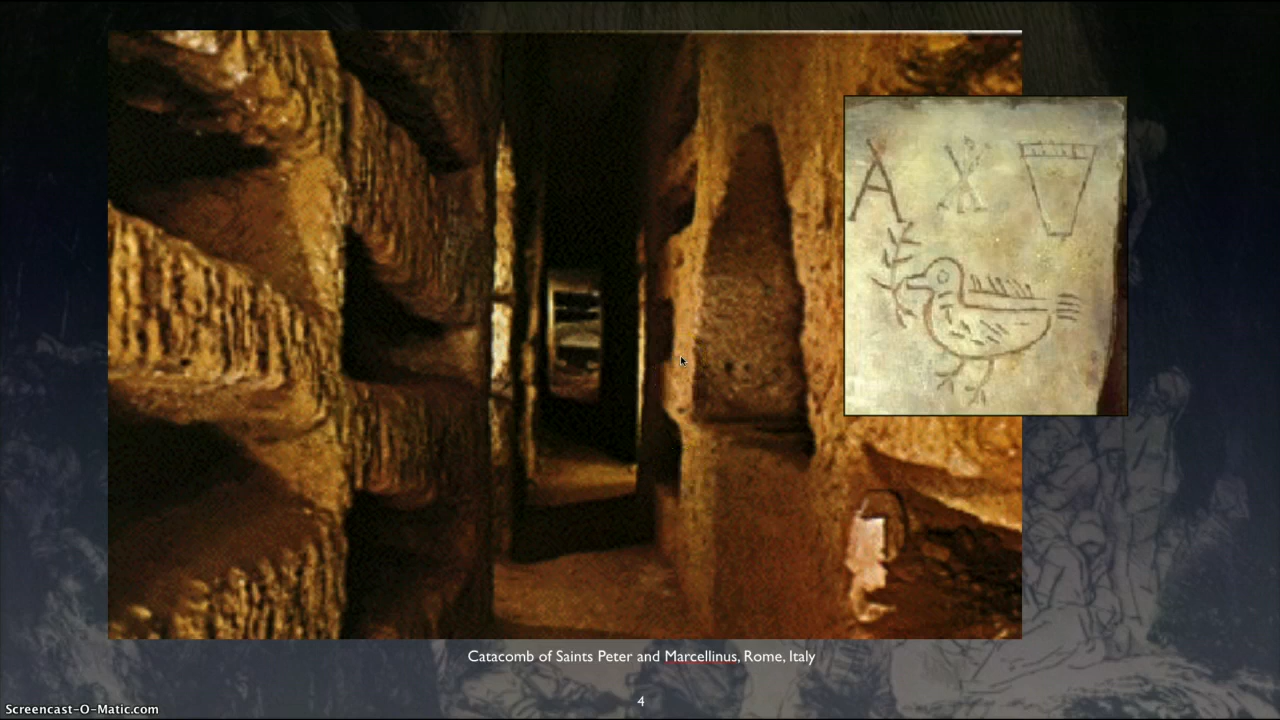 A
Catacomb of Saints Peter and Marcellinus, Rome, Italy
4
Screencast-O-Matic.com